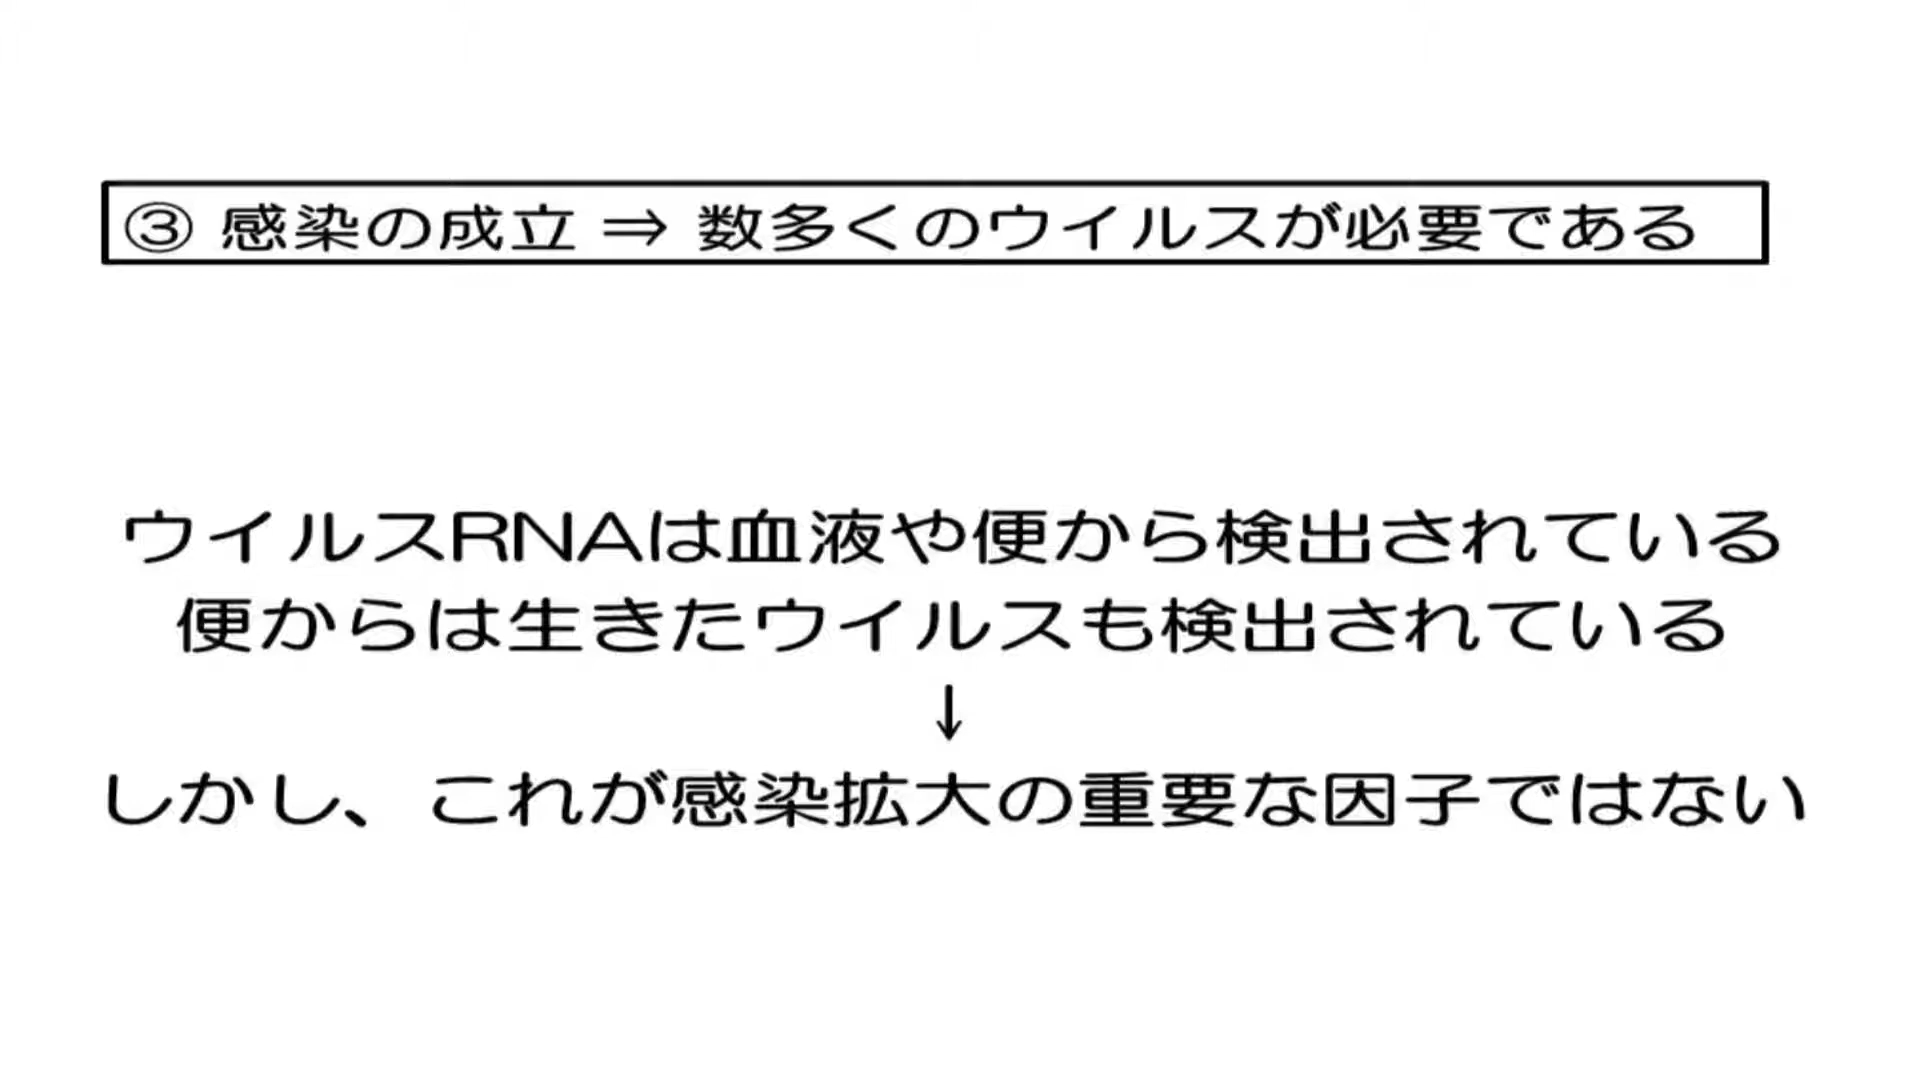 ③ 感染の成立 ⇒ 数多くのウイルスが必要である
ウイルスRNAは血液や便から検出されている
便からは生きたウイルスも検出されている
↓
しかし、これが感染拡大の重要な因子ではない